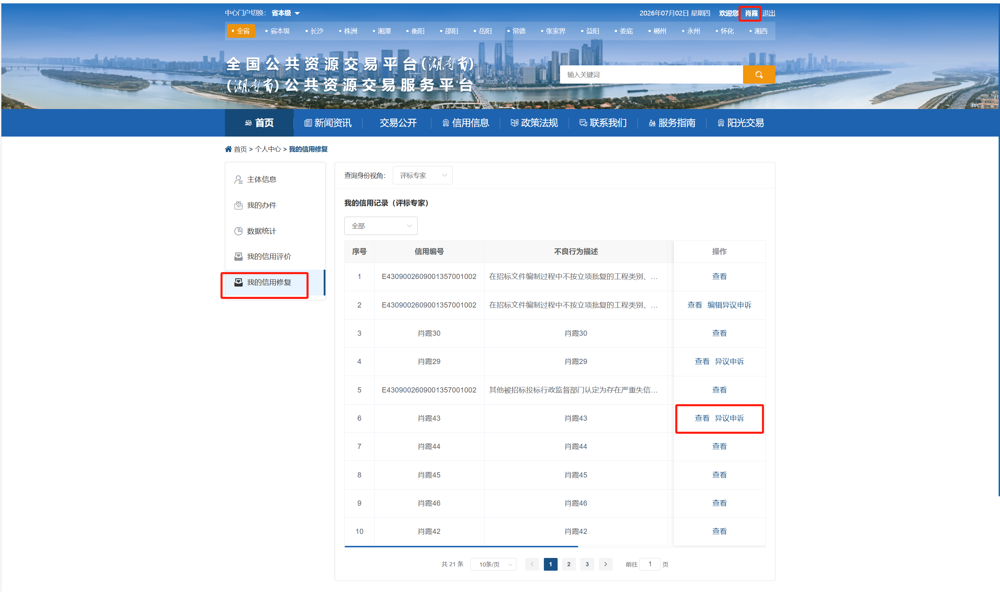 中心门户切换： 省本级 2026年07月02日 星期四 欢迎您 肖霞 退出
全省 省本级 长沙 株洲 湘潭 衡阳 邵阳 岳阳 常德 张家界 益阳 娄底 郴州 永州 怀化 湘西
全国公共资源交易平台(湖南省)
(湖南省)公共资源交易服务平台
输入关键词
首页 新闻资讯 交易公开 信用信息 政策法规 联系我们 服务指南 阳光交易
首页 > 个人中心 > 我的信用修复
主体信息
我的办件
数据统计
我的信用评价
我的信用修复
查询身份视角： 评标专家
我的信用记录（评标专家）
全部
序号 信用编号 不良行为描述 操作
1 E4309002609001357001002 在招标文件编制过程中不按立项批复的工程类别、… 查看
2 E4309002609001357001002 在招标文件编制过程中不按立项批复的工程类别、… 查看 编辑异议申诉
3 肖霞30 肖霞30 查看
4 肖霞29 肖霞29 查看 异议申诉
5 E4309002609001357001002 其他被招标投标行政监督部门认定为存在严重失信… 查看
6 肖霞43 肖霞43 查看 异议申诉
7 肖霞44 肖霞44 查看
8 肖霞45 肖霞45 查看
9 肖霞46 肖霞46 查看
10 肖霞42 肖霞42 查看
共 21 条 10条/页 1 2 3 前往 1 页